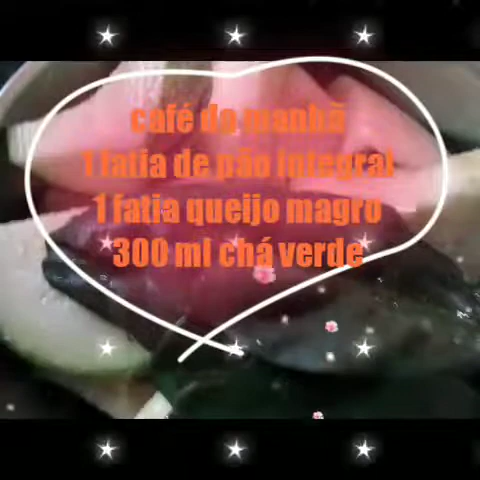 café da manhã
1 fatia de pão integral
1 fatia queijo magro
300 ml chá verde